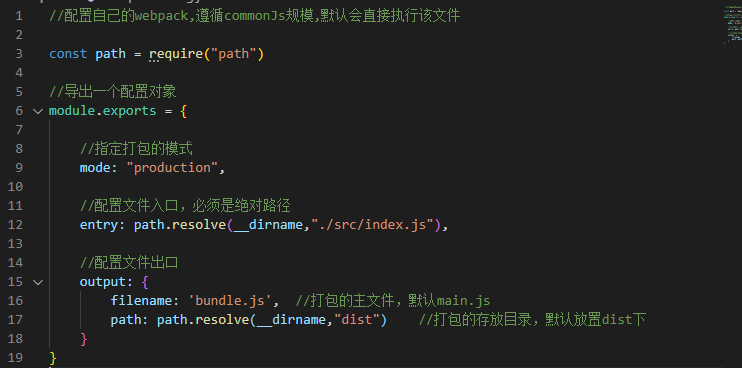 1 //配置自己的webpack,遵循commonJs规模,默认会直接执行该文件
2
3 const path = require("path")
4
5 //导出一个配置对象
6 module.exports = {
7
8 //指定打包的模式
9 mode: "production",
10
11 //配置文件入口，必须是绝对路径
12 entry: path.resolve(__dirname,"./src/index.js"),
13
14 //配置文件出口
15 output: {
16 filename: 'bundle.js', //打包的主文件，默认main.js
17 path: path.resolve(__dirname,"dist") //打包的存放目录，默认放置dist下
18 }
19 }